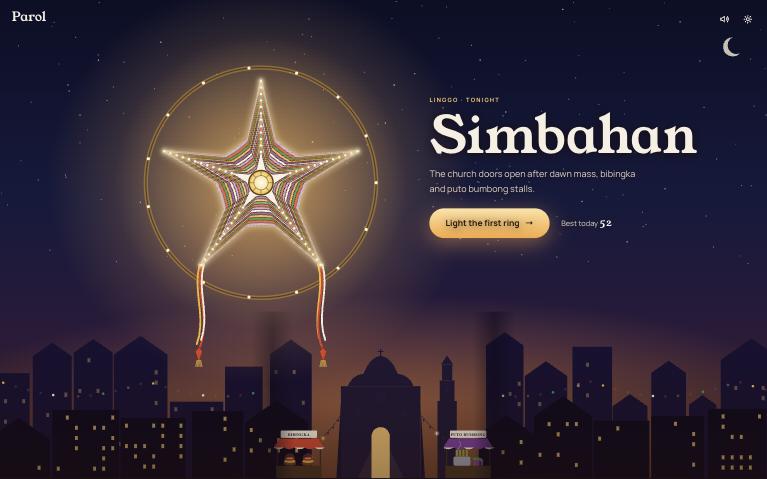 Parol
LINGGO · TONIGHT
Simbahan
The church doors open after dawn mass, bibingka
and puto bumbong stalls.
Light the first ring →
Best today 52
BIBINGKA
PUTO BUMBONG